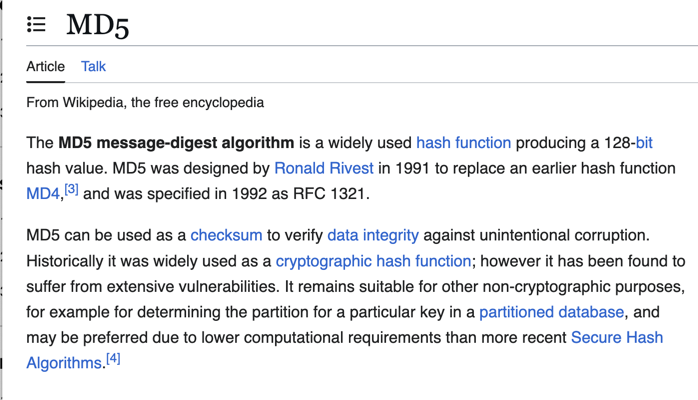 MD5
Article Talk
From Wikipedia, the free encyclopedia
The MD5 message-digest algorithm is a widely used hash function producing a 128-bit
hash value. MD5 was designed by Ronald Rivest in 1991 to replace an earlier hash function
MD4,[3] and was specified in 1992 as RFC 1321.
MD5 can be used as a checksum to verify data integrity against unintentional corruption.
Historically it was widely used as a cryptographic hash function; however it has been found to
suffer from extensive vulnerabilities. It remains suitable for other non-cryptographic purposes,
for example for determining the partition for a particular key in a partitioned database, and
may be preferred due to lower computational requirements than more recent Secure Hash
Algorithms.[4]